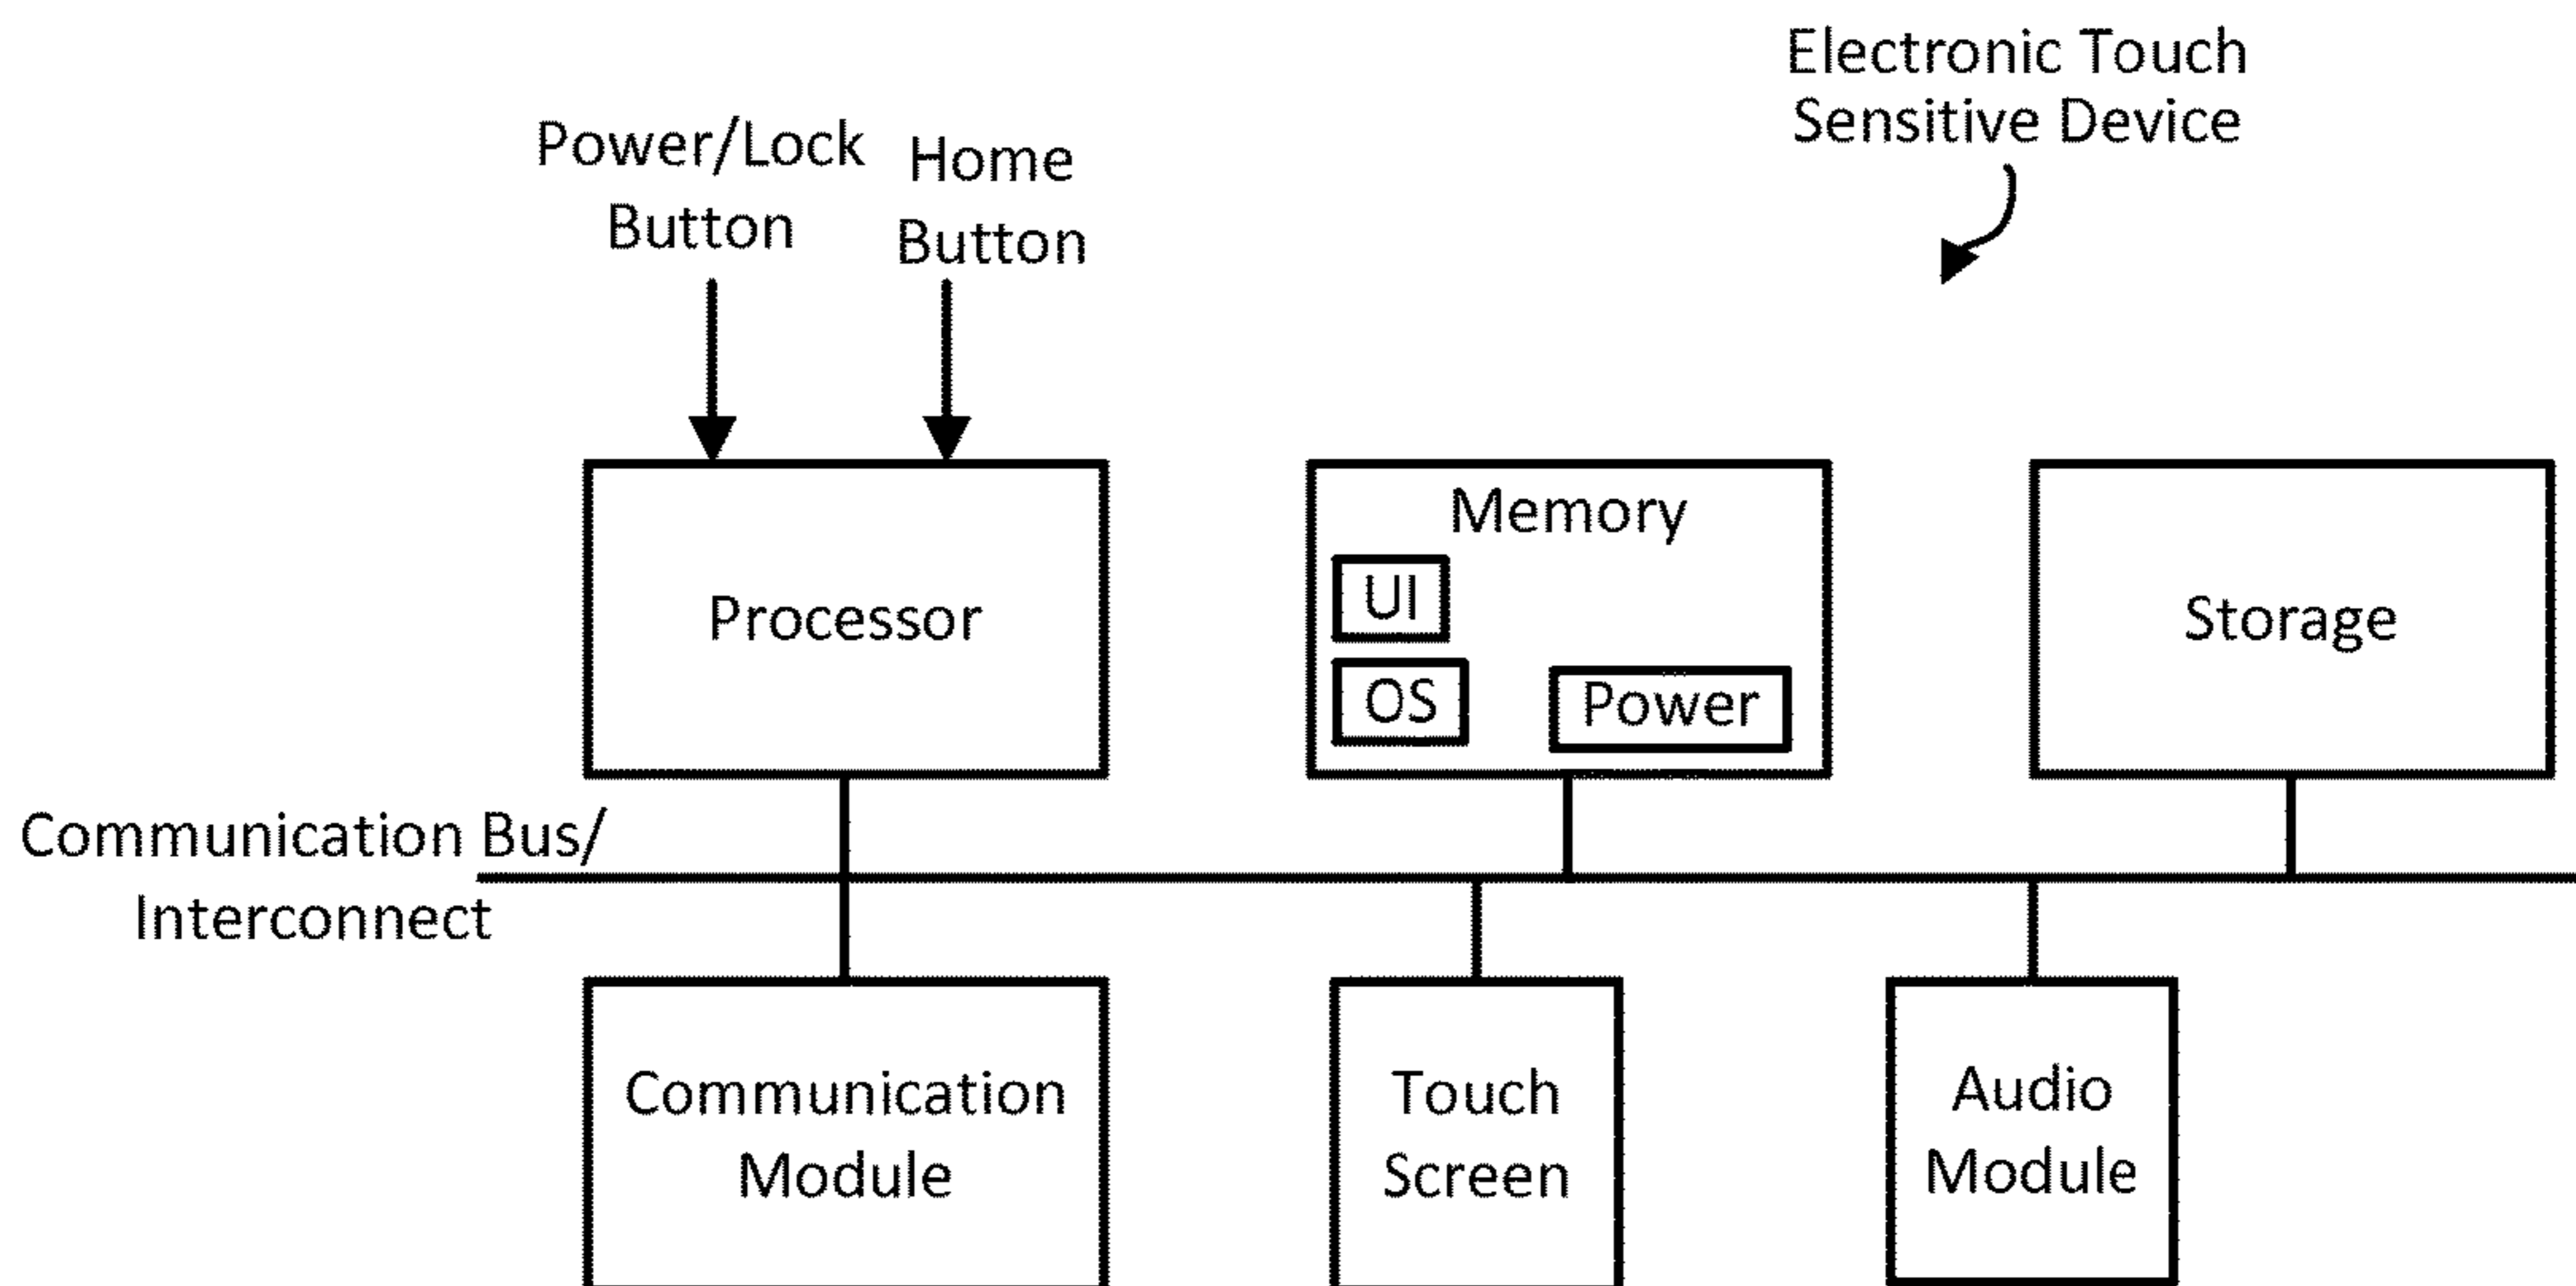 Electronic Touch
Sensitive Device
Power/Lock
Button
Home
Button
Processor
Memory
UI
OS
Power
Storage
Communication Bus/
Interconnect
Communication
Module
Touch
Screen
Audio
Module